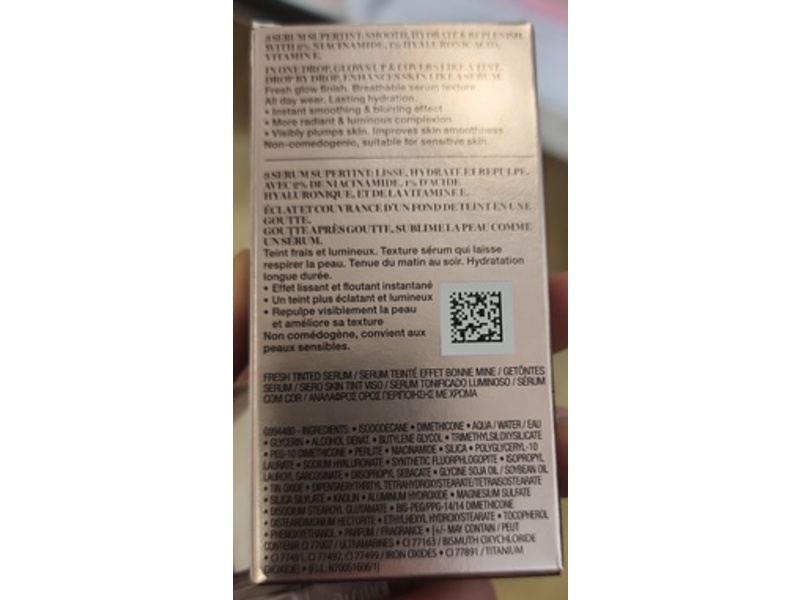 3 SERUM SUPERTINT: SMOOTH, HYDRATE & REPLENISH
WITH 2% NIACINAMIDE, 1% HYALURONIC ACID,
VITAMIN E.
IN ONE DROP, GLOWS UP & COVERS LIKE A TINT,
DROP BY DROP, ENHANCES SKIN LIKE A SERUM.
Fresh glow finish. Breathable serum texture.
All day wear. Lasting hydration.
• Instant smoothing & blurring effect
• More radiant & luminous complexion
• Visibly plumps skin. Improves skin smoothness
Non-comedogenic, suitable for sensitive skin.
3 SERUM SUPERTINT: LISSE, HYDRATE ET REPULPE,
AVEC 2% DE NIACINAMIDE, 1% D'ACIDE
HYALURONIQUE, ET DE LA VITAMINE E.
ÉCLAT ET COUVRANCE D'UN FOND DE TEINT EN UNE
GOUTTE.
GOUTTE APRÈS GOUTTE, SUBLIME LA PEAU COMME
UN SÉRUM.
Teint frais et lumineux. Texture sérum qui laisse
respirer la peau. Tenue du matin au soir. Hydratation
longue durée.
• Effet lissant et floutant instantané
• Un teint plus éclatant et lumineux
• Repulpe visiblement la peau
et améliore sa texture
Non comédogène, convient aux
peaux sensibles.
FRESH TINTED SERUM / SERUM TEINTÉ EFFET BONNE MINE / GETÖNTES
SERUM / SIERO SKIN TINT VISO / SERUM TONIFICADO LUMINOSO / SÉRUM
COM COR / ΑΝΑΛΑΦΡΟΣ ΟΡΟΣ ΠΕΡΙΠΟΙΗΣΗΣ ΜΕ ΧΡΩΜΑ
G994480 - INGREDIENTS: • ISODODECANE • DIMETHICONE • AQUA / WATER / EAU
• GLYCERIN • ALCOHOL DENAT. • BUTYLENE GLYCOL • TRIMETHYLSILOXYSILICATE
• PEG-10 DIMETHICONE • PERLITE • NIACINAMIDE • SILICA • POLYGLYCERYL-10
LAURATE • SODIUM HYALURONATE • SYNTHETIC FLUORPHLOGOPITE • ISOPROPYL
LAUROYL SARCOSINATE • DIISOPROPYL SEBACATE • GLYCINE SOJA OIL / SOYBEAN OIL
• TIN OXIDE • DIPENTAERYTHRITYL TETRAHYDROXYSTEARATE/TETRAISOSTEARATE
• SILICA SILYLATE • KAOLIN • ALUMINUM HYDROXIDE • MAGNESIUM SULFATE
• DISODIUM STEAROYL GLUTAMATE • BIS-PEG/PPG-14/14 DIMETHICONE
• DISTEARDIMONIUM HECTORITE • ETHYLHEXYL HYDROXYSTEARATE • TOCOPHEROL
• PHENOXYETHANOL • PARFUM / FRAGRANCE • [+/- MAY CONTAIN / PEUT
CONTENIR CI 77007 / ULTRAMARINES • CI 77163 / BISMUTH OXYCHLORIDE
• CI 77491, CI 77492, CI 77499 / IRON OXIDES • CI 77891 / TITANIUM
DIOXIDE] • (F.I.L. N70051606/1)